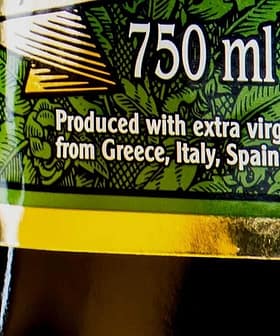 750 ml
Produced with extra virg
from Greece, Italy, Spain